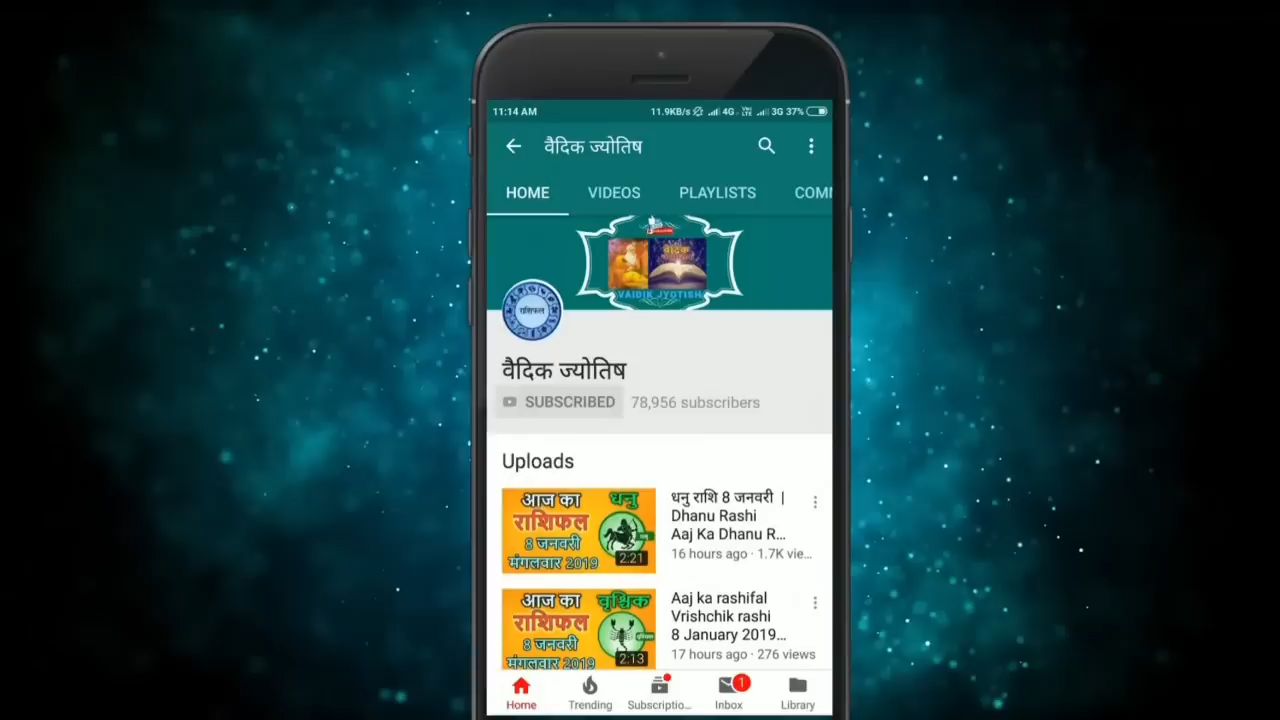 11:14 AM
11.9KB/s 4G VoLTE 3G 37%
वैदिक ज्योतिष
HOME VIDEOS PLAYLISTS COMM
वैदिक
VAIDIK JYOTISH
राशिफल
वैदिक ज्योतिष
SUBSCRIBED 78,956 subscribers
Uploads
आज का धनु
राशिफल
8 जनवरी
मंगलवार 2019
2:21
धनु राशि 8 जनवरी |
Dhanu Rashi
Aaj Ka Dhanu R...
16 hours ago · 1.7K vie...
आज का वृश्चिक
राशिफल
8 जनवरी
मंगलवार 2019
2:13
Aaj ka rashifal
Vrishchik rashi
8 January 2019...
17 hours ago · 276 views
1
Home Trending Subscriptio... Inbox Library